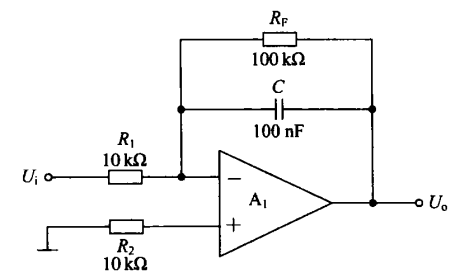 R_F
100 kΩ
C
100 nF
R_1
10 kΩ
U_i
−
A_1
U_o
+
R_2
10 kΩ